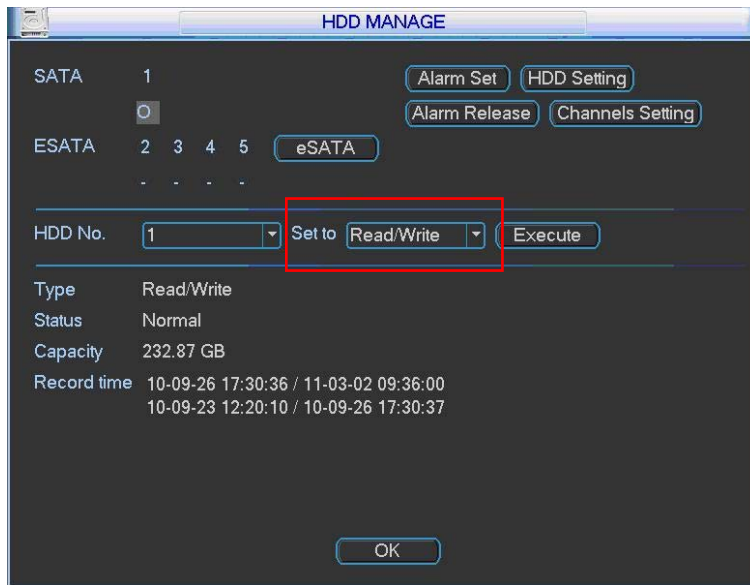 HDD MANAGE
SATA 1 Alarm Set HDD Setting
O Alarm Release Channels Setting
ESATA 2 3 4 5 eSATA
- - - -
HDD No. 1 Set to Read/Write Execute
Type Read/Write
Status Normal
Capacity 232.87 GB
Record time 10-09-26 17:30:36 / 11-03-02 09:36:00
10-09-23 12:20:10 / 10-09-26 17:30:37
OK